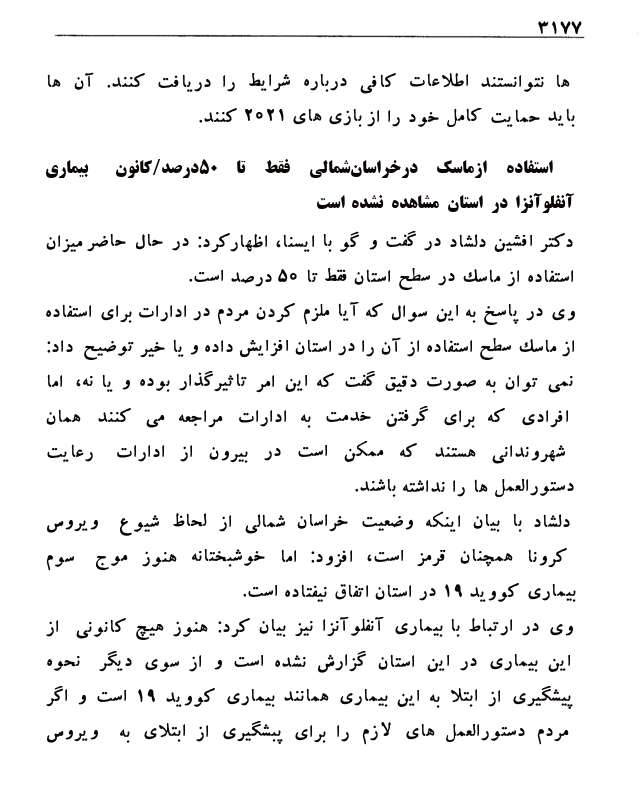 ۳۱۷۷
ها نتوانستند اطلاعات کافی درباره شرایط را دریافت کنند. آن ها
باید حمایت کامل خود را از بازی های ۲۰۲۱ کنند.
استفاده ازماسک درخراسان‌شمالی فقط تا ۵۰درصد/کانون بیماری
آنفلوآنزا در استان مشاهده نشده است
دکتر افشین دلشاد در گفت و گو با ایسنا، اظهارکرد: در حال حاضر میزان
استفاده از ماسک در سطح استان فقط تا ۵۰ درصد است.
وی در پاسخ به این سوال که آیا ملزم کردن مردم در ادارات برای استفاده
از ماسک سطح استفاده از آن را در استان افزایش داده و یا خیر توضیح داد:
نمی توان به صورت دقیق گفت که این امر تاثیرگذار بوده و یا نه، اما
افرادی که برای گرفتن خدمت به ادارات مراجعه می کنند همان
شهروندانی هستند که ممکن است در بیرون از ادارات رعایت
دستورالعمل ها را نداشته باشند.
دلشاد با بیان اینکه وضعیت خراسان شمالی از لحاظ شیوع ویروس
کرونا همچنان قرمز است، افزود: اما خوشبختانه هنوز موج سوم
بیماری کووید ۱۹ در استان اتفاق نیفتاده است.
وی در ارتباط با بیماری آنفلوآنزا نیز بیان کرد: هنوز هیچ کانونی از
این بیماری در این استان گزارش نشده است و از سوی دیگر نحوه
پیشگیری از ابتلا به این بیماری همانند بیماری کووید ۱۹ است و اگر
مردم دستورالعمل های لازم را برای پیشگیری از ابتلای به ویروس